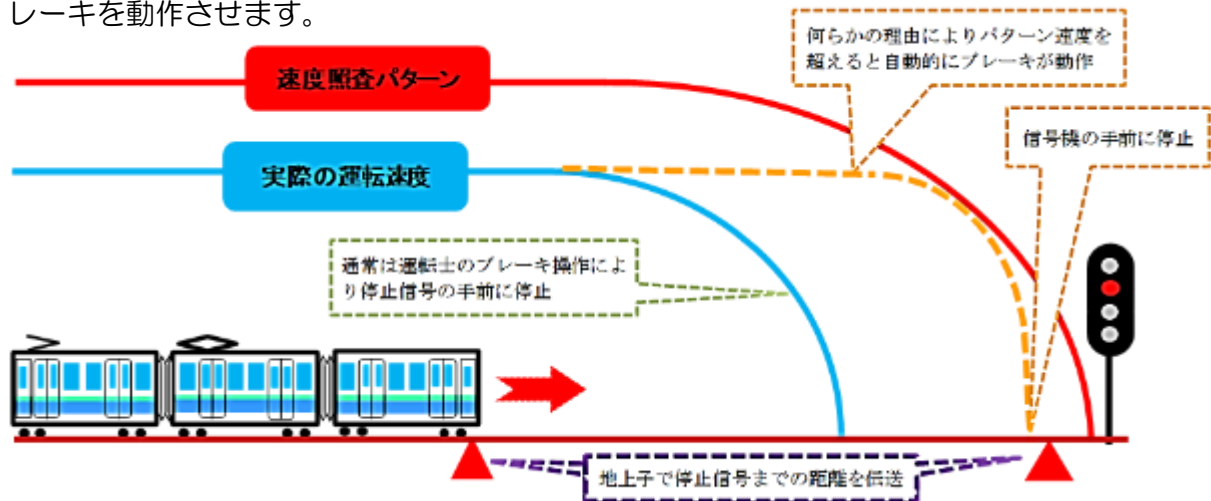 レーキを動作させます。
何らかの理由によりパターン速度を
超えると自動的にブレーキが動作
速度照査パターン
信号機の手前に停止
実際の運転速度
通常は運転士のブレーキ操作によ
り停止信号の手前に停止
地上子で停止信号までの距離を伝送